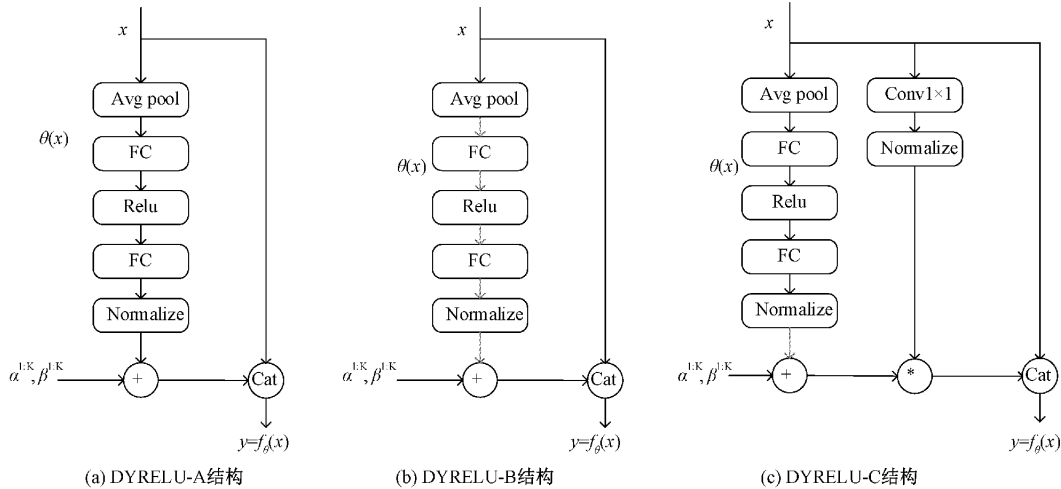 x
Avg pool
θ(x)
FC
Relu
FC
Normalize
α^{1:K}, β^{1:K}
+
Cat
y=f_θ(x)
(a) DYRELU-A结构
x
Avg pool
θ(x)
FC
Relu
FC
Normalize
α^{1:K}, β^{1:K}
+
Cat
y=f_θ(x)
(b) DYRELU-B结构
x
Avg pool
Conv1×1
θ(x)
FC
Normalize
Relu
FC
Normalize
α^{1:K}, β^{1:K}
+
*
Cat
y=f_θ(x)
(c) DYRELU-C结构